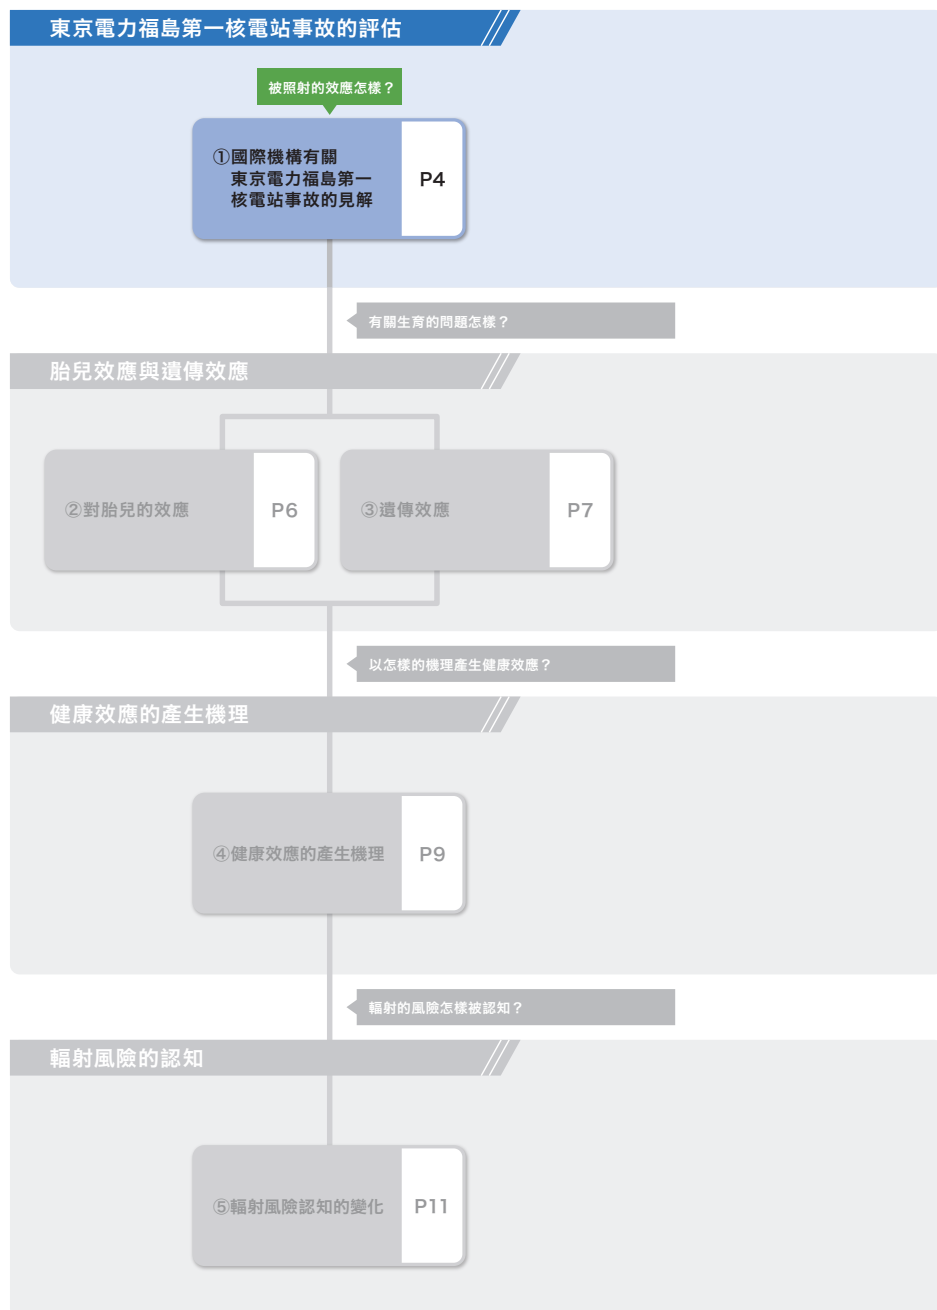 東京電力福島第一核電站事故的評估
被照射的效應怎樣？
①國際機構有關
東京電力福島第一
核電站事故的見解
P4
有關生育的問題怎樣？
胎兒效應與遺傳效應
②對胎兒的效應
P6
③遺傳效應
P7
以怎樣的機理產生健康效應？
健康效應的產生機理
④健康效應的產生機理
P9
輻射的風險怎樣被認知？
輻射風險的認知
⑤輻射風險認知的變化
P11